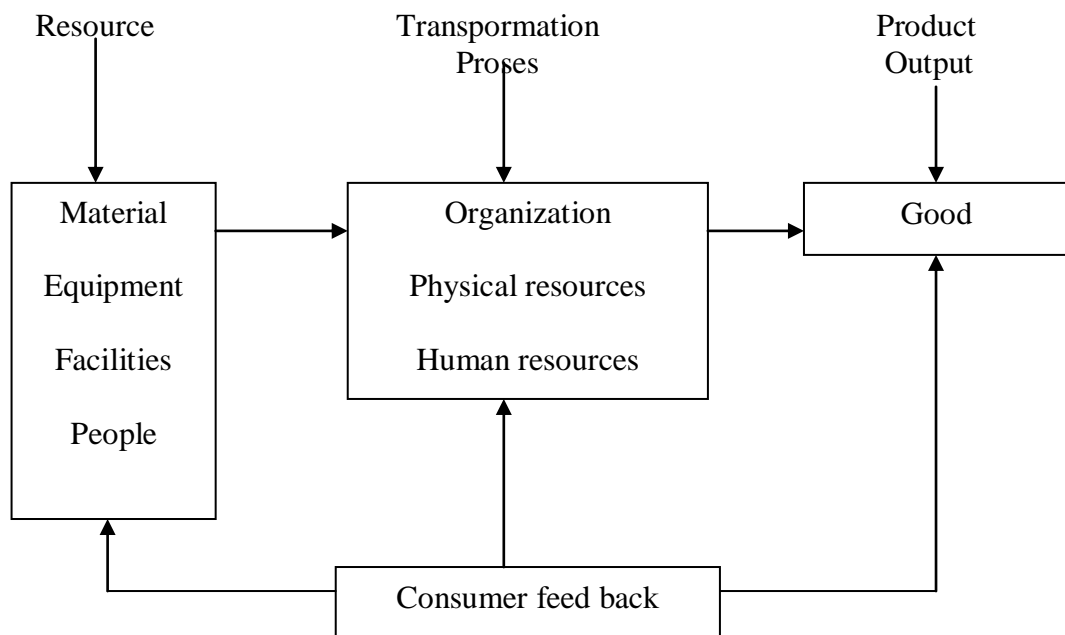 Resource
Transpormation
Proses
Product
Output
Material
Equipment
Facilities
People
Organization
Physical resources
Human resources
Good
Consumer feed back